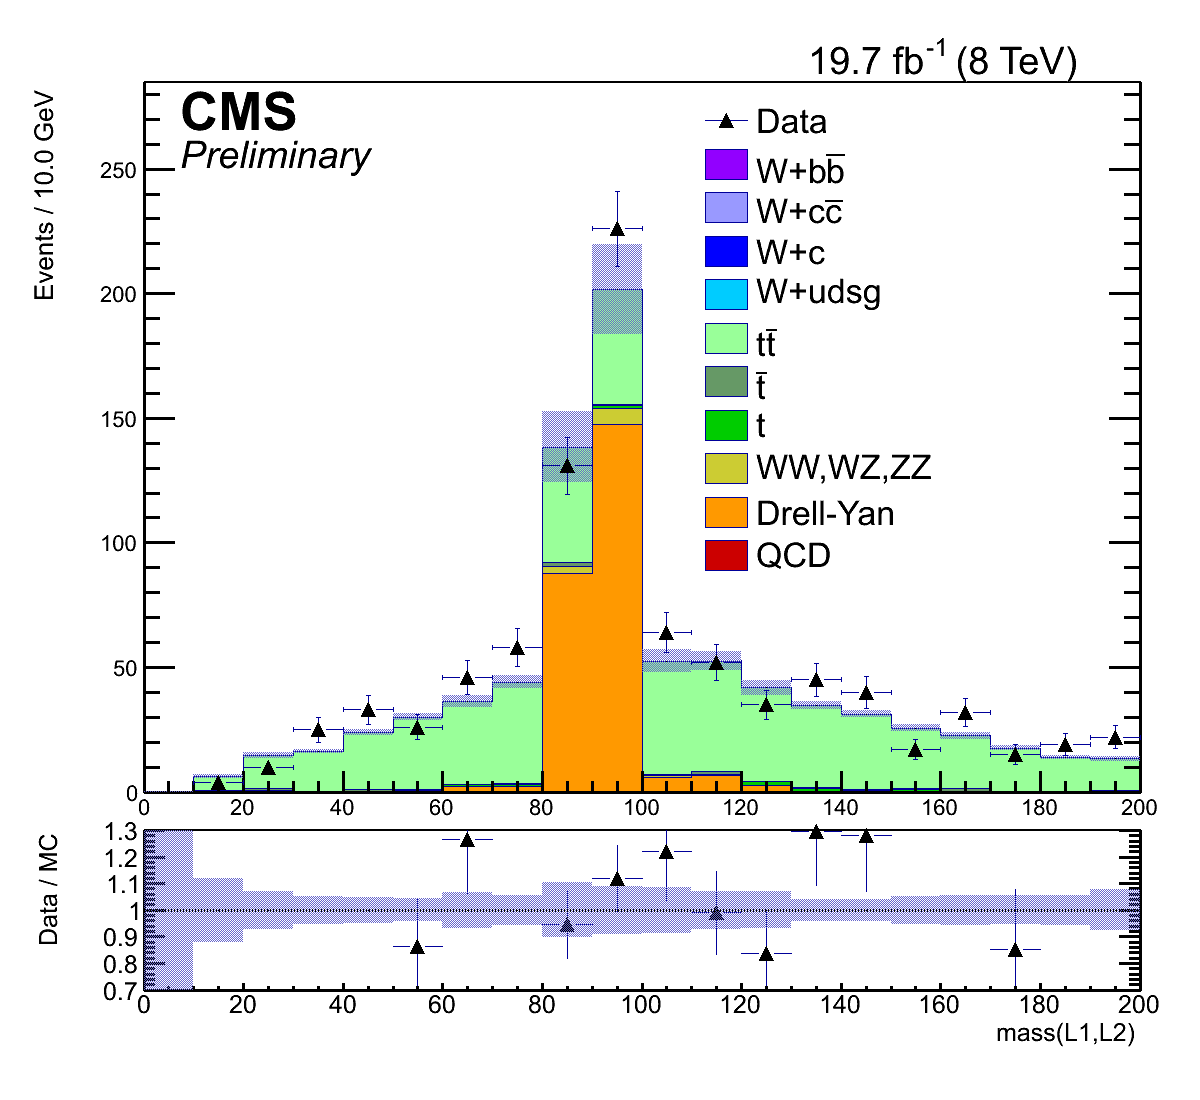 19.7 fb⁻¹ (8 TeV)
CMS
Preliminary
Events / 10.0 GeV
250
200
150
100
50
0
Data
W+bb̅
W+cc̅
W+c
W+udsg
tt̅
t̅
t
WW,WZ,ZZ
Drell-Yan
QCD
0 20 40 60 80 100 120 140 160 180 200
Data / MC
1.3
1.2
1.1
1
0.9
0.8
0.7
0 20 40 60 80 100 120 140 160 180 200
mass(L1,L2)